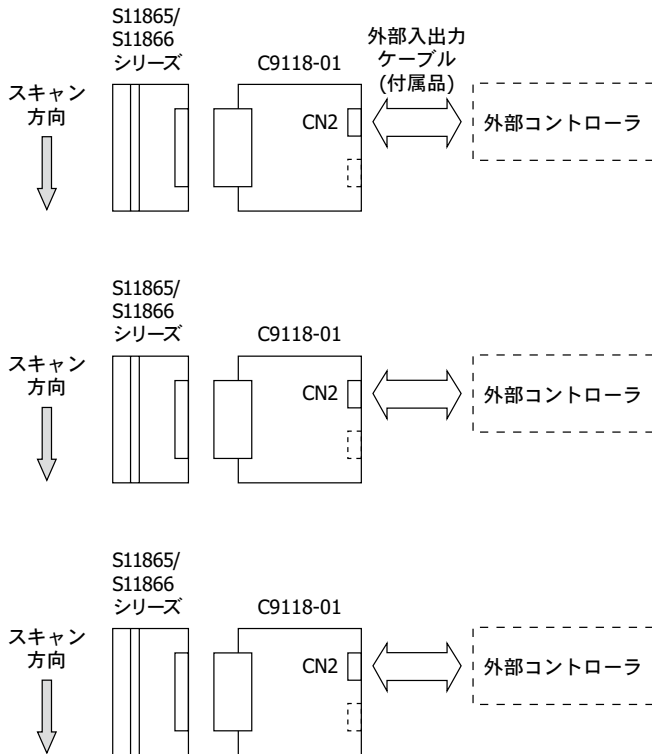 S11865/
S11866
シリーズ
C9118-01
外部入出力
ケーブル
(付属品)
スキャン
方向
CN2
外部コントローラ
S11865/
S11866
シリーズ
C9118-01
スキャン
方向
CN2
外部コントローラ
S11865/
S11866
シリーズ
C9118-01
スキャン
方向
CN2
外部コントローラ